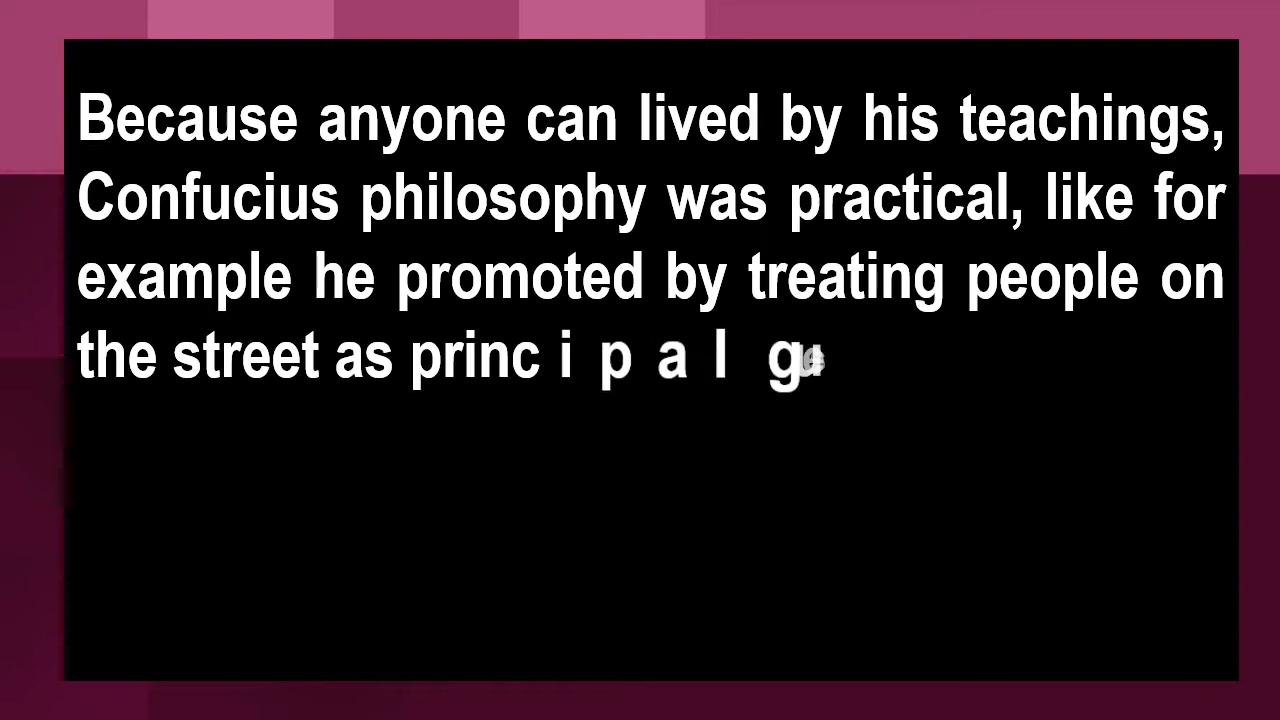 Because anyone can lived by his teachings,
Confucius philosophy was practical, like for
example he promoted by treating people on
the street as principal